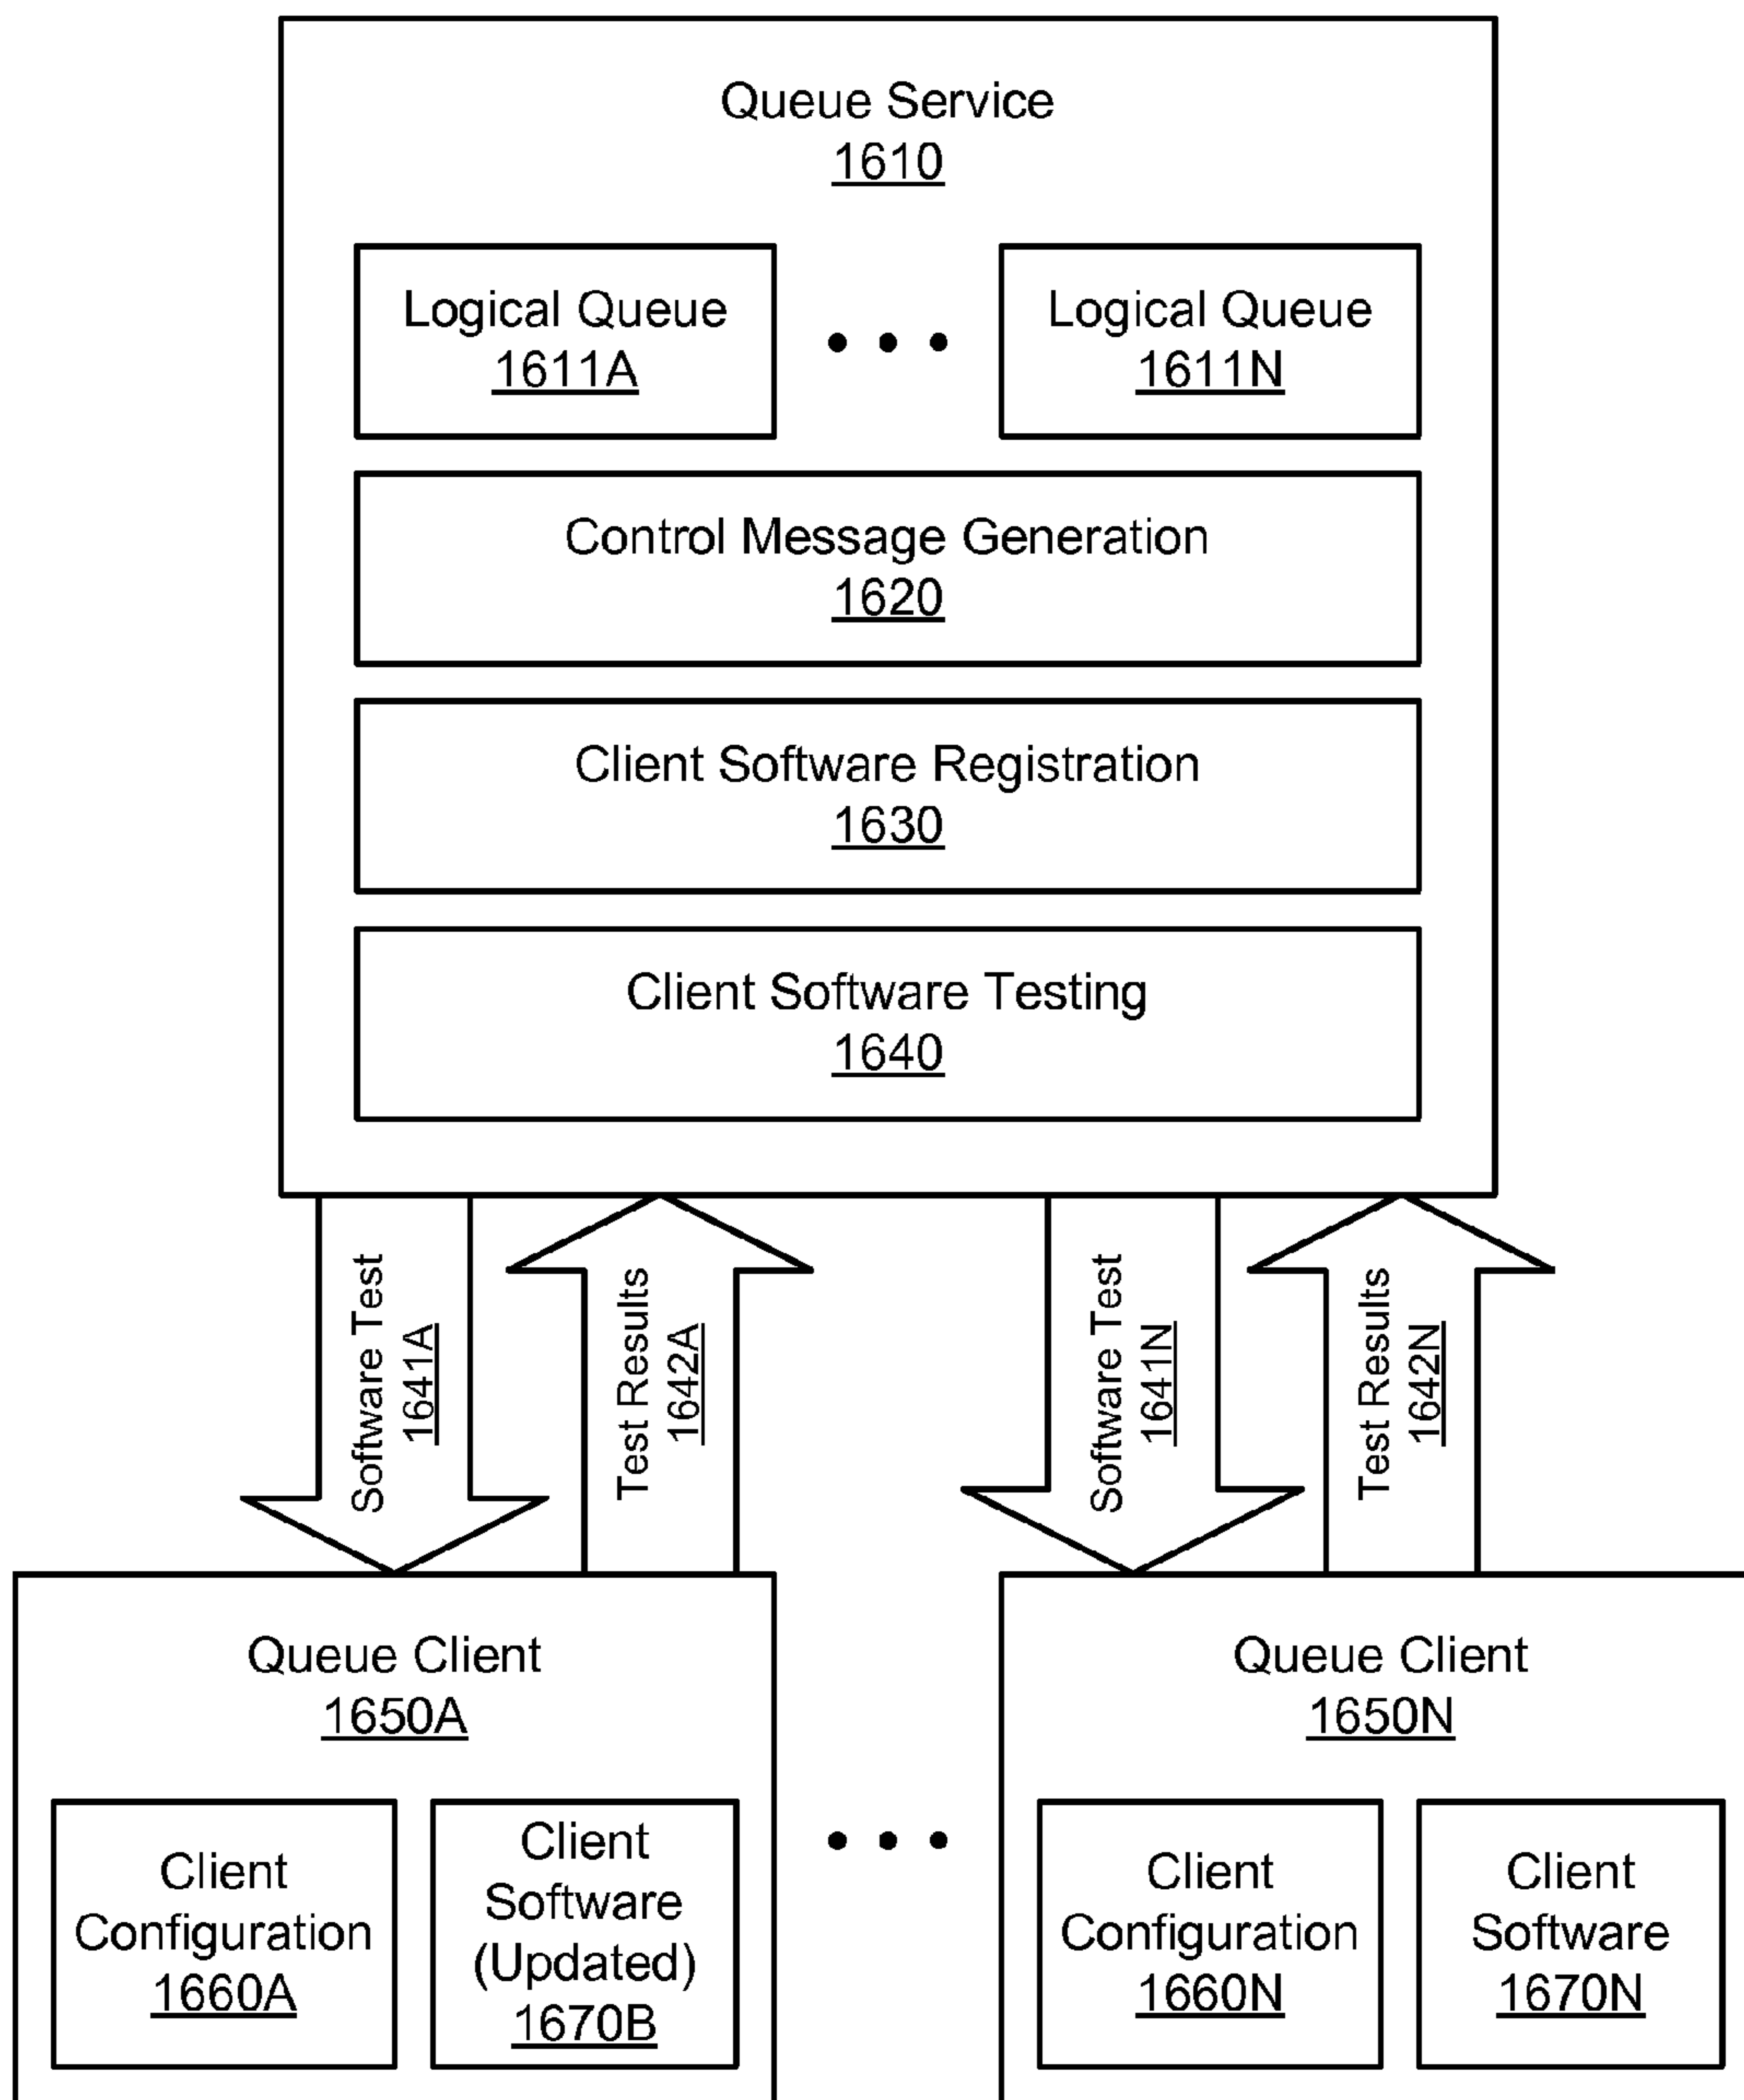 Queue Service
1610
Logical Queue
1611A
Logical Queue
1611N
Control Message Generation
1620
Client Software Registration
1630
Client Software Testing
1640
Software Test
1641A
Test Results
1642A
Software Test
1641N
Test Results
1642N
Queue Client
1650A
Client
Configuration
1660A
Client
Software
(Updated)
1670B
Queue Client
1650N
Client
Configuration
1660N
Client
Software
1670N